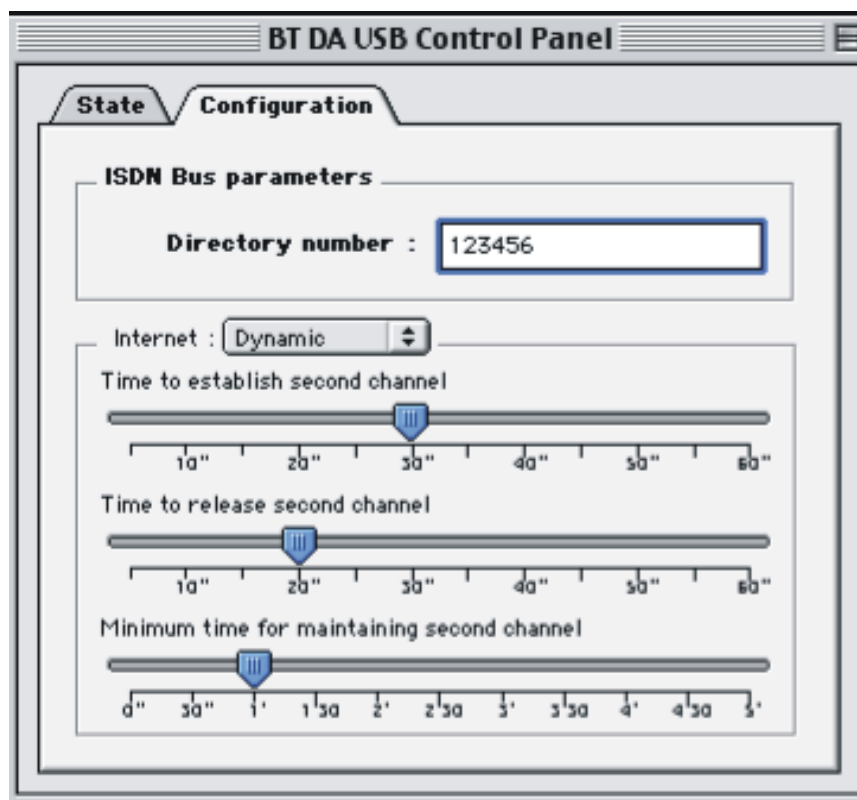 BT DA USB Control Panel
State Configuration
ISDN Bus parameters
Directory number : 123456
Internet : Dynamic
Time to establish second channel
10" 20" 30" 40" 50" 60"
Time to release second channel
10" 20" 30" 40" 50" 60"
Minimum time for maintaining second channel
0" 30" 1' 1'30 2' 2'30 3' 3'30 4' 4'30 5'